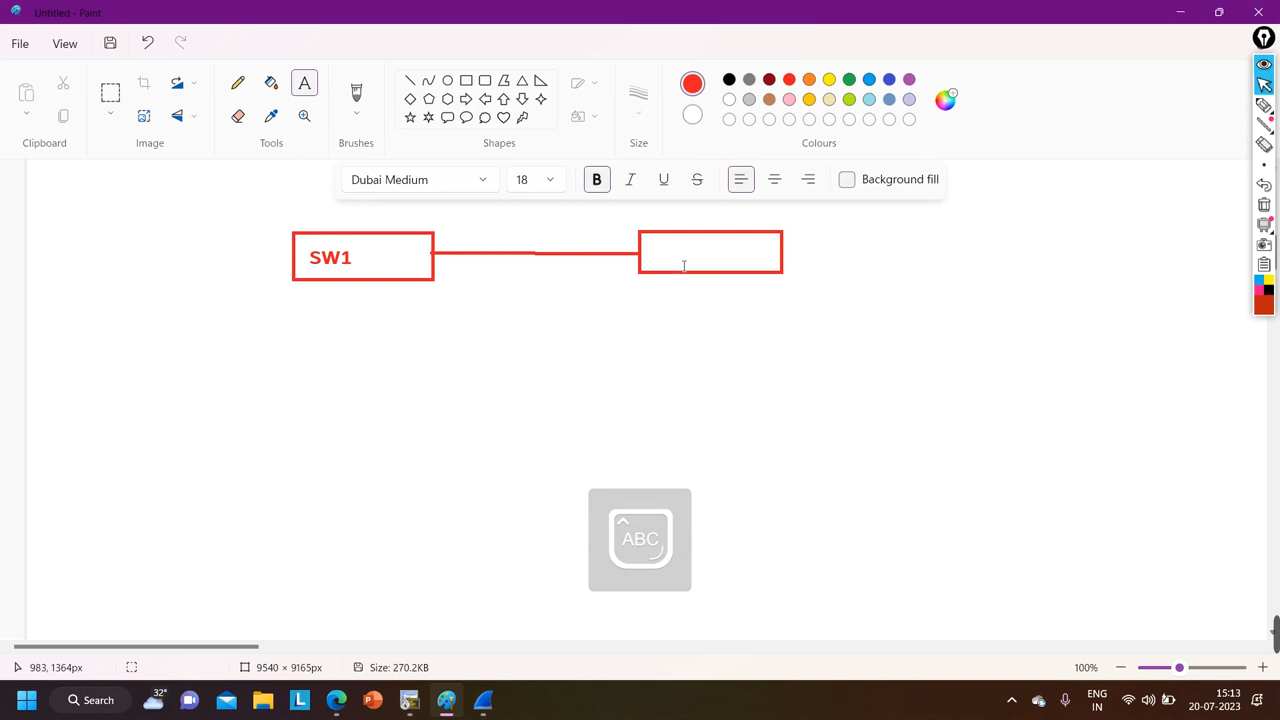 Untitled - Paint
File
View
Clipboard
Image
Tools
Brushes
Shapes
Size
Colours
Dubai Medium
18
B
I
U
S
Background fill
SW1
ABC
983, 1364px
9540 × 9165px
Size: 270.2KB
100%
Search
32°
ENG
IN
15:13
20-07-2023